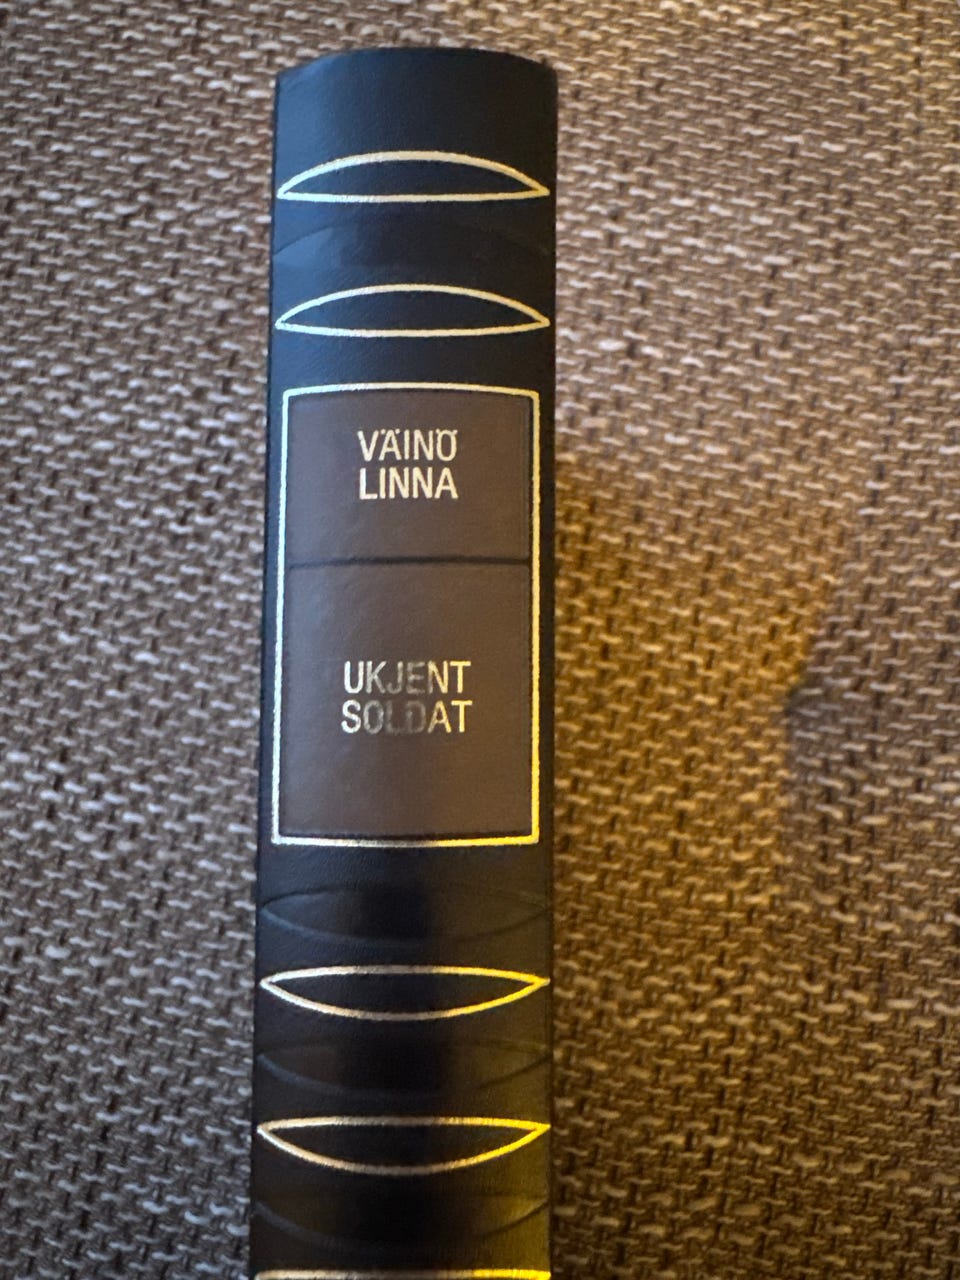 VÄINÖ
LINNA
UKJENT
SOLDAT